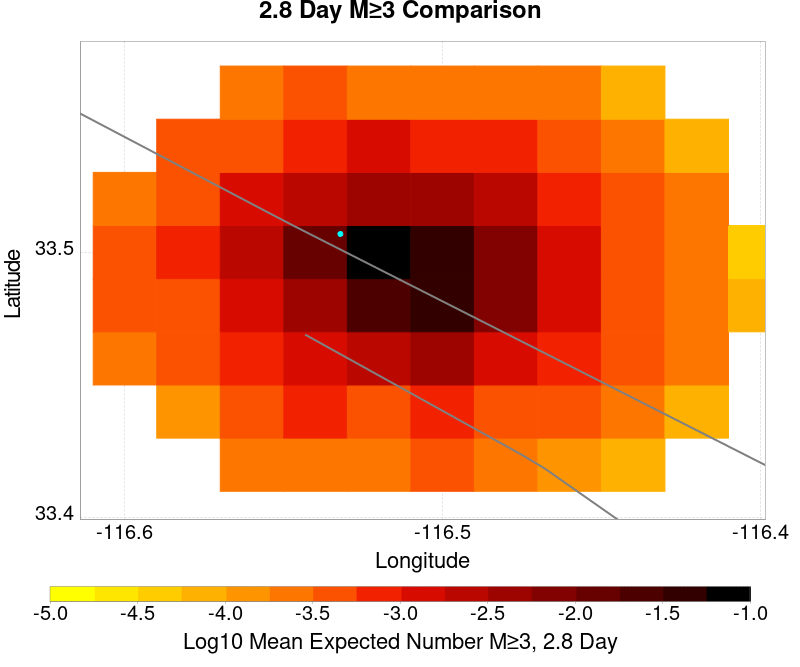 2.8 Day M≥3 Comparison
Latitude
33.5
33.4
-116.6 -116.5 -116.4
Longitude
-5.0 -4.5 -4.0 -3.5 -3.0 -2.5 -2.0 -1.5 -1.0
Log10 Mean Expected Number M≥3, 2.8 Day